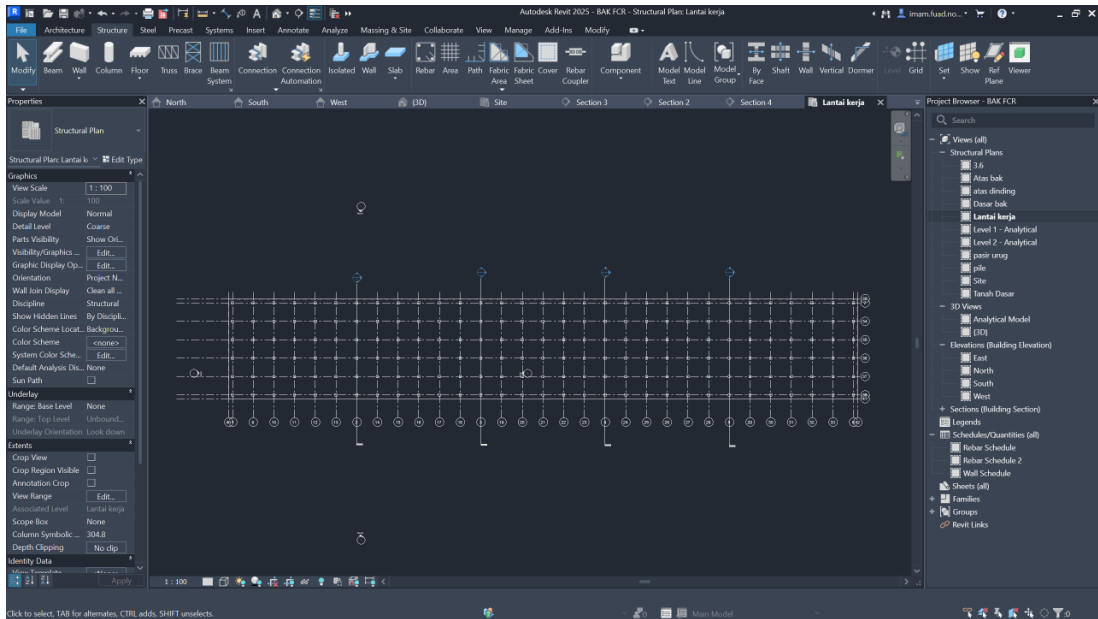 Autodesk Revit 2025 - BAK FCR - Structural Plan: Lantai kerja
imam.fuad.no...
File Architecture Structure Steel Precast Systems Insert Annotate Analyze Massing & Site Collaborate View Manage Add-Ins Modify
Modify Beam Wall Column Floor Truss Brace Beam System Connection Connection Automation Isolated Wall Slab Rebar Area Path Fabric Area Fabric Sheet Cover Rebar Coupler Component Model Text Model Line Model Group By Face Shaft Wall Vertical Dormer Level Grid Set Show Ref Plane Viewer
Properties
North South West (3D) Site Section 3 Section 2 Section 4 Lantai kerja
Project Browser - BAK FCR
Structural Plan
Structural Plan: Lantai k
Edit Type
Graphics
View Scale 1 : 100
Scale Value 1: 100
Display Model Normal
Detail Level Coarse
Parts Visibility Show Ori...
Visibility/Graphics ... Edit...
Graphic Display Op... Edit...
Orientation Project N...
Wall Join Display Clean all ...
Discipline Structural
Show Hidden Lines By Discipli...
Color Scheme Locat... Backgrou...
Color Scheme <none>
System Color Sche... Edit...
Default Analysis Dis... None
Sun Path
Underlay
Range: Base Level None
Range: Top Level Unbound...
Underlay Orientation Look down
Extents
Crop View
Crop Region Visible
Annotation Crop
View Range Edit...
Associated Level Lantai kerja
Scope Box None
Column Symbolic ... 304.8
Depth Clipping No clip
Identity Data
View Template
Apply
Search
Views (all)
Structural Plans
3.6
Atas bak
atas dinding
Dasar bak
Lantai kerja
Level 1 - Analytical
Level 2 - Analytical
pasir urug
pile
Site
Tanah Dasar
3D Views
Analytical Model
{3D}
Elevations (Building Elevation)
East
North
South
West
Sections (Building Section)
Legends
Schedules/Quantities (all)
Rebar Schedule
Rebar Schedule 2
Wall Schedule
Sheets (all)
Families
Groups
Revit Links
1 : 100
Click to select, TAB for alternates, CTRL adds, SHIFT unselects.
Main Model
:0